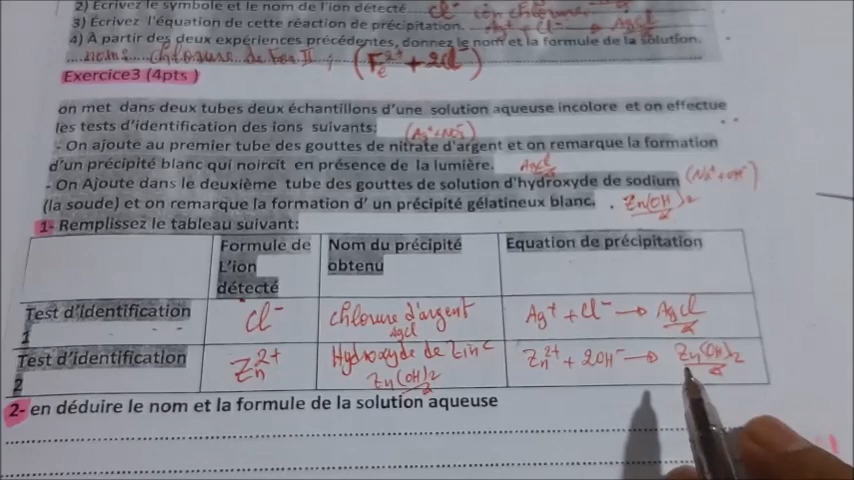 2) Ecrivez le symbole et le nom de l'ion détecté Cl⁻ ion chlorure
3) Écrivez l'équation de cette réaction de précipitation. Ag⁺ + Cl⁻ → AgCl
4) À partir des deux expériences précédentes, donnez le nom et la formule de la solution.
nom: chlorure de Fer II ; (Fe²⁺ + 2Cl⁻)
Exercice3 (4pts )
on met dans deux tubes deux échantillons d'une solution aqueuse incolore et on effectue
les tests d'identification des ions suivants: (Ag⁺+NO₃⁻)
- On ajoute au premier tube des gouttes de nitrate d'argent et on remarque la formation
d'un précipité blanc qui noircit en présence de la lumière. AgCl
- On Ajoute dans le deuxième tube des gouttes de solution d'hydroxyde de sodium (Na⁺+OH⁻)
(la soude) et on remarque la formation d' un précipité gélatineux blanc. . Zn(OH)₂
1- Remplissez le tableau suivant:
Formule de L'ion détecté
Nom du précipité obtenu
Equation de précipitation
Test d'identification 1
Cl⁻
chlorure d'argent AgCl
Ag⁺ + Cl⁻ → AgCl
Test d'identification 2
Zn²⁺
Hydroxyde de Zinc Zn(OH)₂
Zn²⁺ + 2OH⁻ → Zn(OH)₂
2- en déduire le nom et la formule de la solution aqueuse